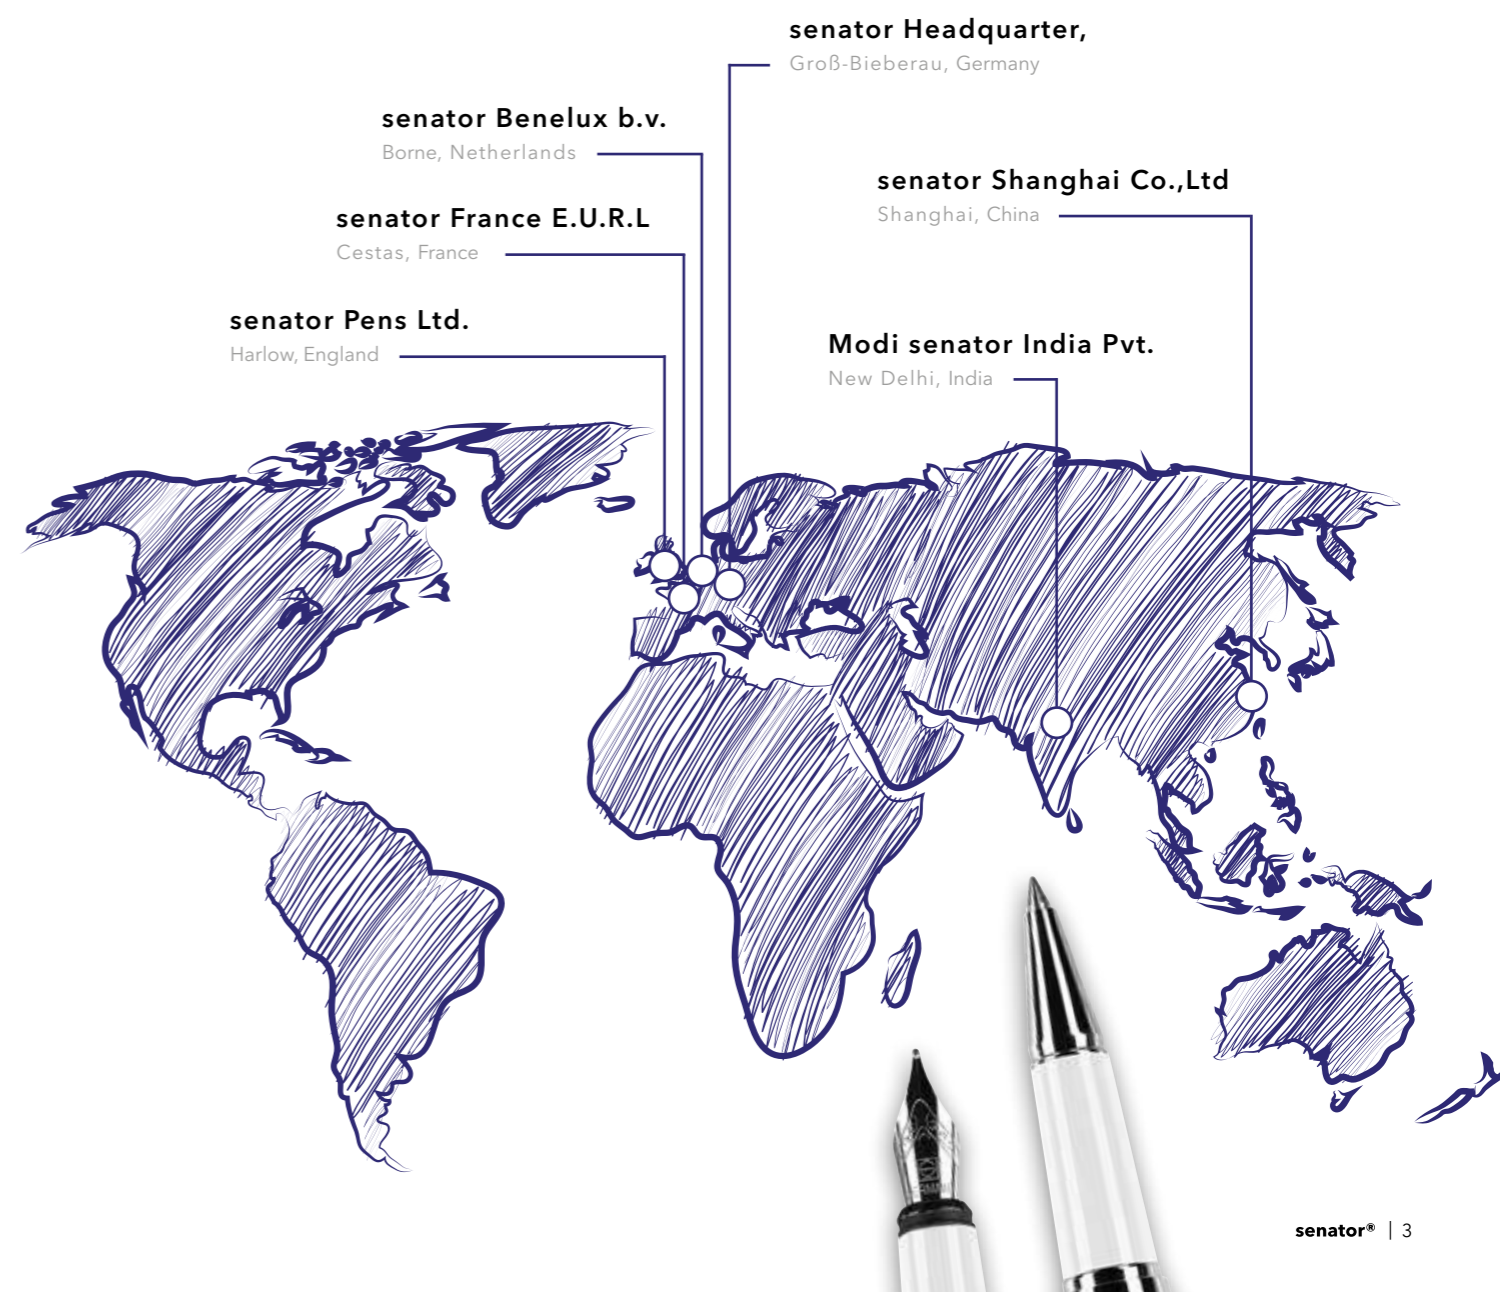 senator Headquarter,
Groß-Bieberau, Germany
senator Benelux b.v.
Borne, Netherlands
senator Shanghai Co.,Ltd
Shanghai, China
senator France E.U.R.L
Cestas, France
senator Pens Ltd.
Harlow, England
Modi senator India Pvt.
New Delhi, India
senator® | 3